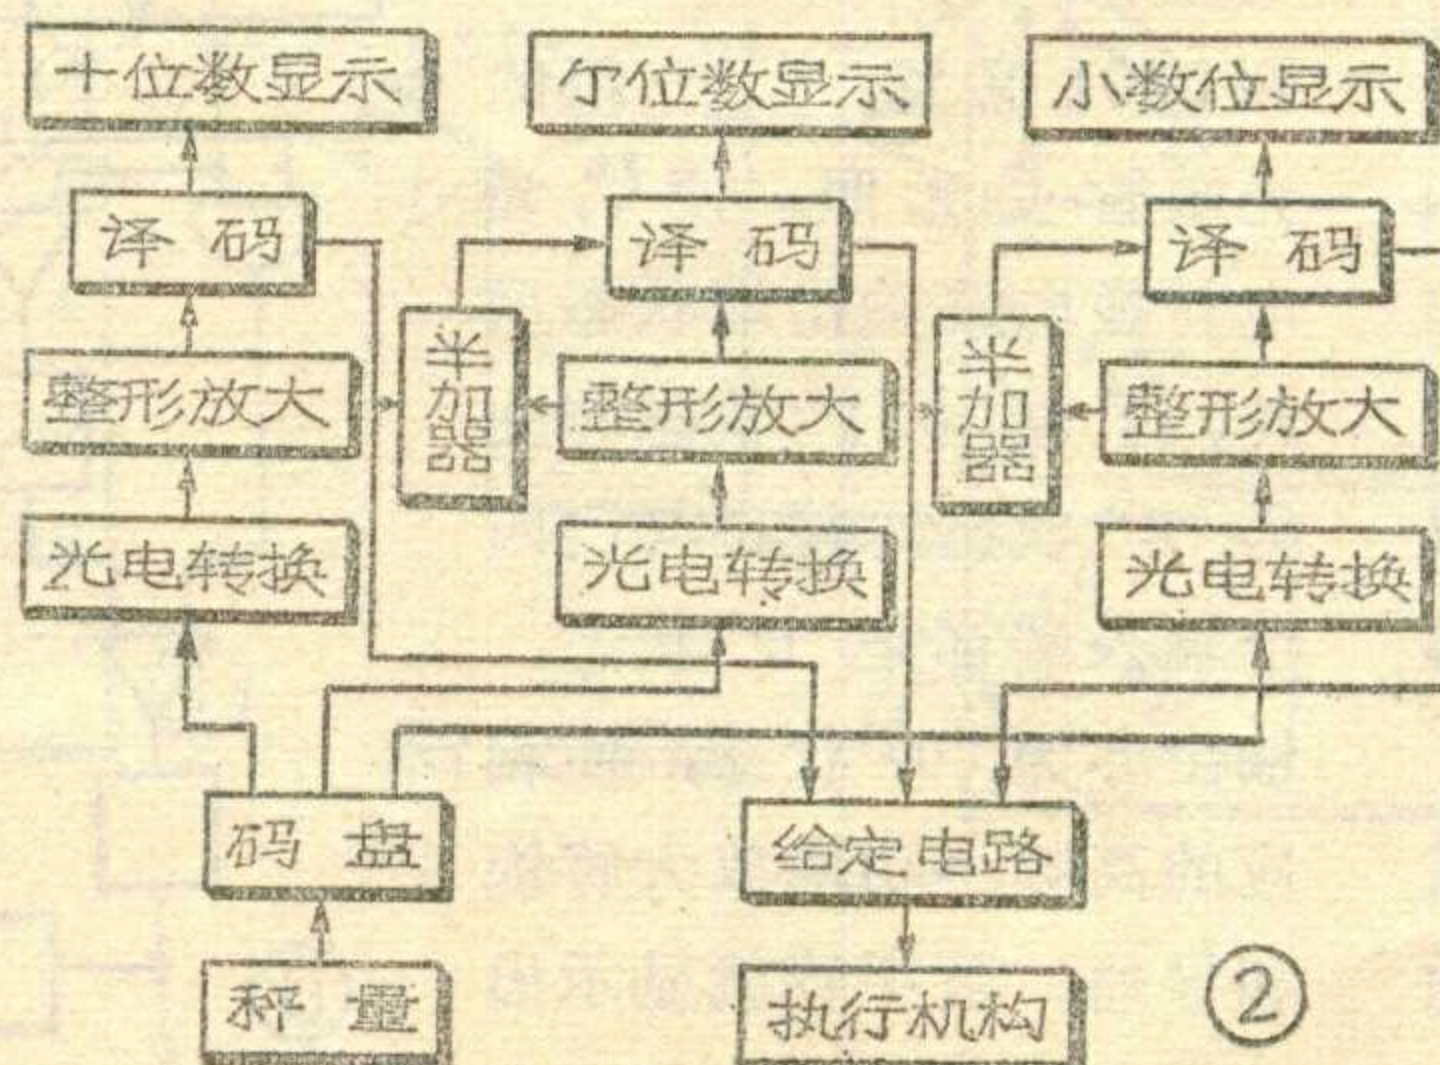 十位数显示
个位数显示
小数位显示
译码
译码
译码
半加器
半加器
整形放大
整形放大
整形放大
光电转换
光电转换
光电转换
码盘
给定电路
秤量
执行机构
②